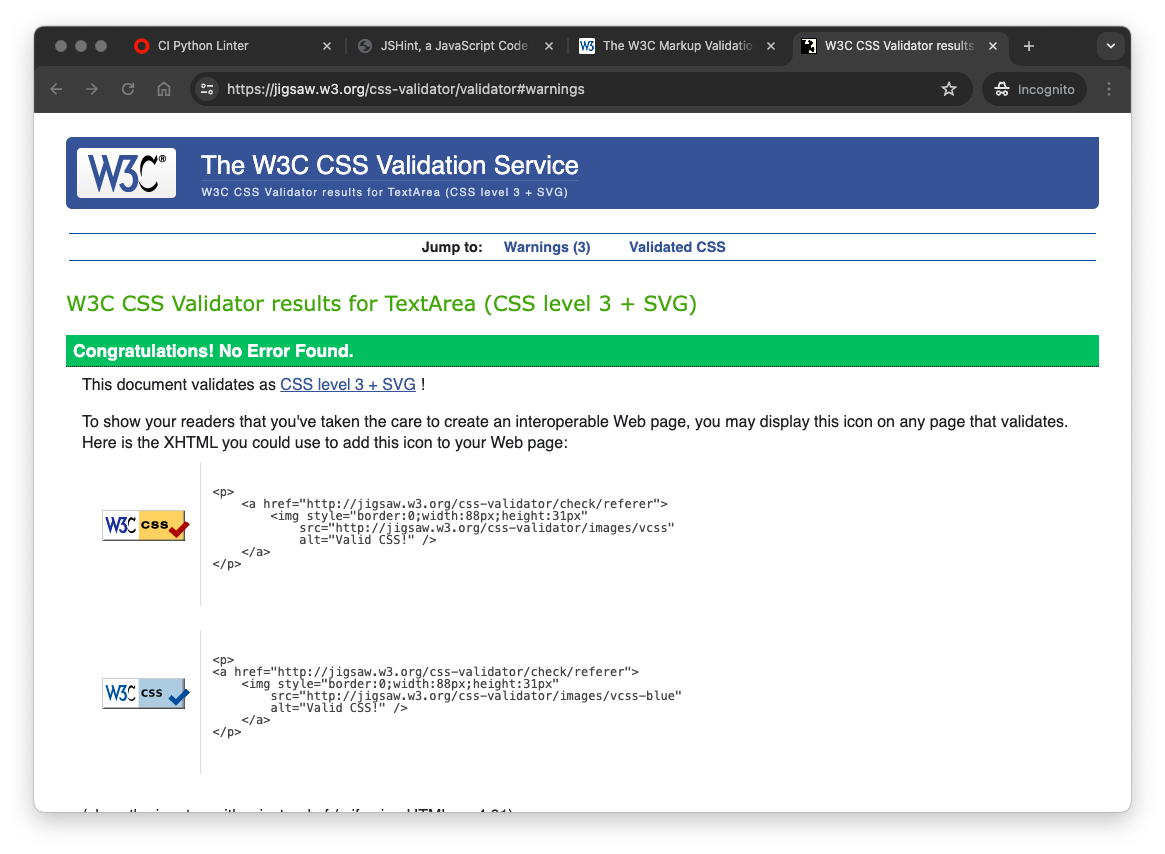 CI Python Linter
JSHint, a JavaScript Code
The W3C Markup Validatio
W3C CSS Validator results
https://jigsaw.w3.org/css-validator/validator#warnings
Incognito
W3C®
The W3C CSS Validation Service
W3C CSS Validator results for TextArea (CSS level 3 + SVG)
Jump to: Warnings (3) Validated CSS
W3C CSS Validator results for TextArea (CSS level 3 + SVG)
Congratulations! No Error Found.
This document validates as CSS level 3 + SVG !
To show your readers that you've taken the care to create an interoperable Web page, you may display this icon on any page that validates.
Here is the XHTML you could use to add this icon to your Web page:
W3C css
<p>
<a href="http://jigsaw.w3.org/css-validator/check/referer">
<img style="border:0;width:88px;height:31px"
src="http://jigsaw.w3.org/css-validator/images/vcss"
alt="Valid CSS!" />
</a>
</p>
W3C css
<p>
<a href="http://jigsaw.w3.org/css-validator/check/referer">
<img style="border:0;width:88px;height:31px"
src="http://jigsaw.w3.org/css-validator/images/vcss-blue"
alt="Valid CSS!" />
</a>
</p>